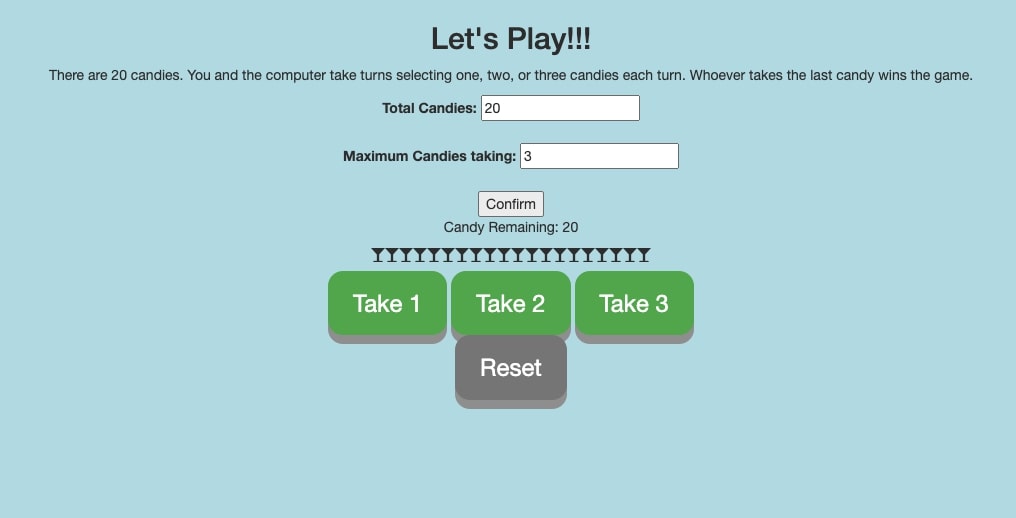 Let's Play!!!
There are 20 candies. You and the computer take turns selecting one, two, or three candies each turn. Whoever takes the last candy wins the game.
Total Candies: 20
Maximum Candies taking: 3
Confirm
Candy Remaining: 20
Take 1 Take 2 Take 3
Reset